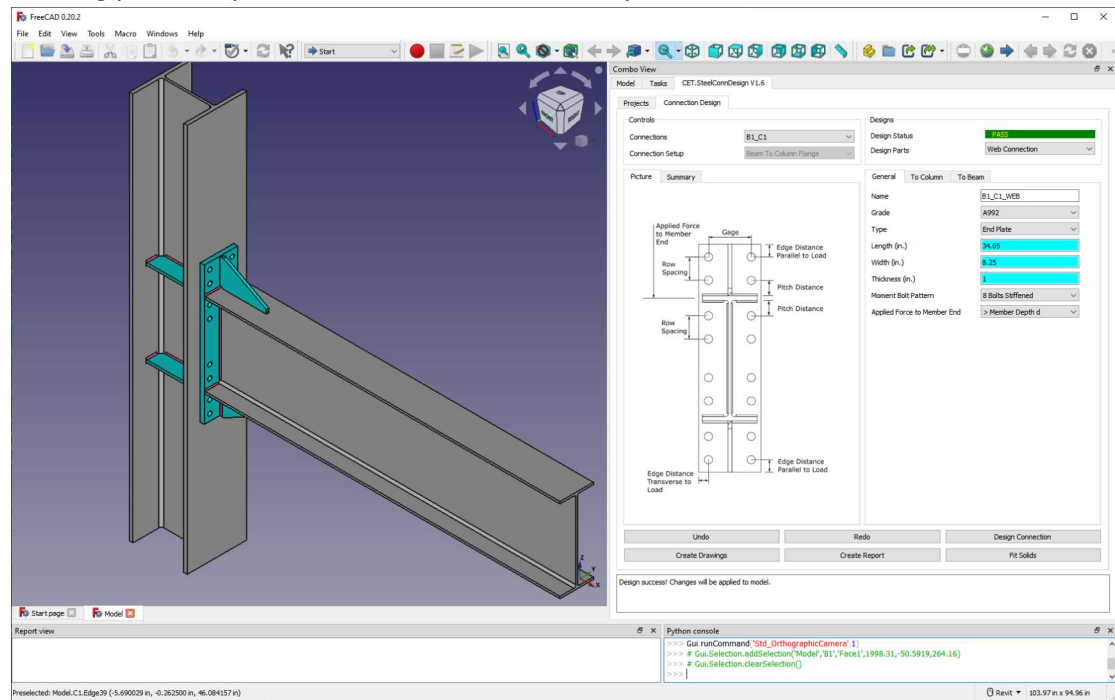 FreeCAD 0.20.2
File Edit View Tools Macro Windows Help
Start
Combo View
Model Tasks CET.SteelConnDesign V1.6
Projects Connection Design
Controls
Connections B1_C1
Connection Setup Beam To Column Flange
Designs
Design Status PASS
Design Parts Web Connection
Picture Summary
General To Column To Beam
Name B1_C1_WEB
Grade A992
Type End Plate
Length (in.) 34.05
Width (in.) 8.25
Thickness (in.) 1
Moment Bolt Pattern 8 Bolts Stiffened
Applied Force to Member End > Member Depth d
Applied Force
to Member
End
Gage
Edge Distance
Parallel to Load
Row
Spacing
Pitch Distance
Pitch Distance
Row
Spacing
Edge Distance
Parallel to Load
Edge Distance
Transverse to
Load
Undo Redo Design Connection
Create Drawings Create Report Fit Solids
Design success! Changes will be applied to model.
Z
Y
X
Start page Model
Report view
Python console
>>> Gui.runCommand('Std_OrthographicCamera',1)
>>> # Gui.Selection.addSelection('Model','B1','Face1',1998.31,-50.5919,264.16)
>>> # Gui.Selection.clearSelection()
>>>
Preselected: Model.C1.Edge39 (-5.690029 in, -0.262500 in, 46.084157 in)
Revit 103.97 in x 94.96 in